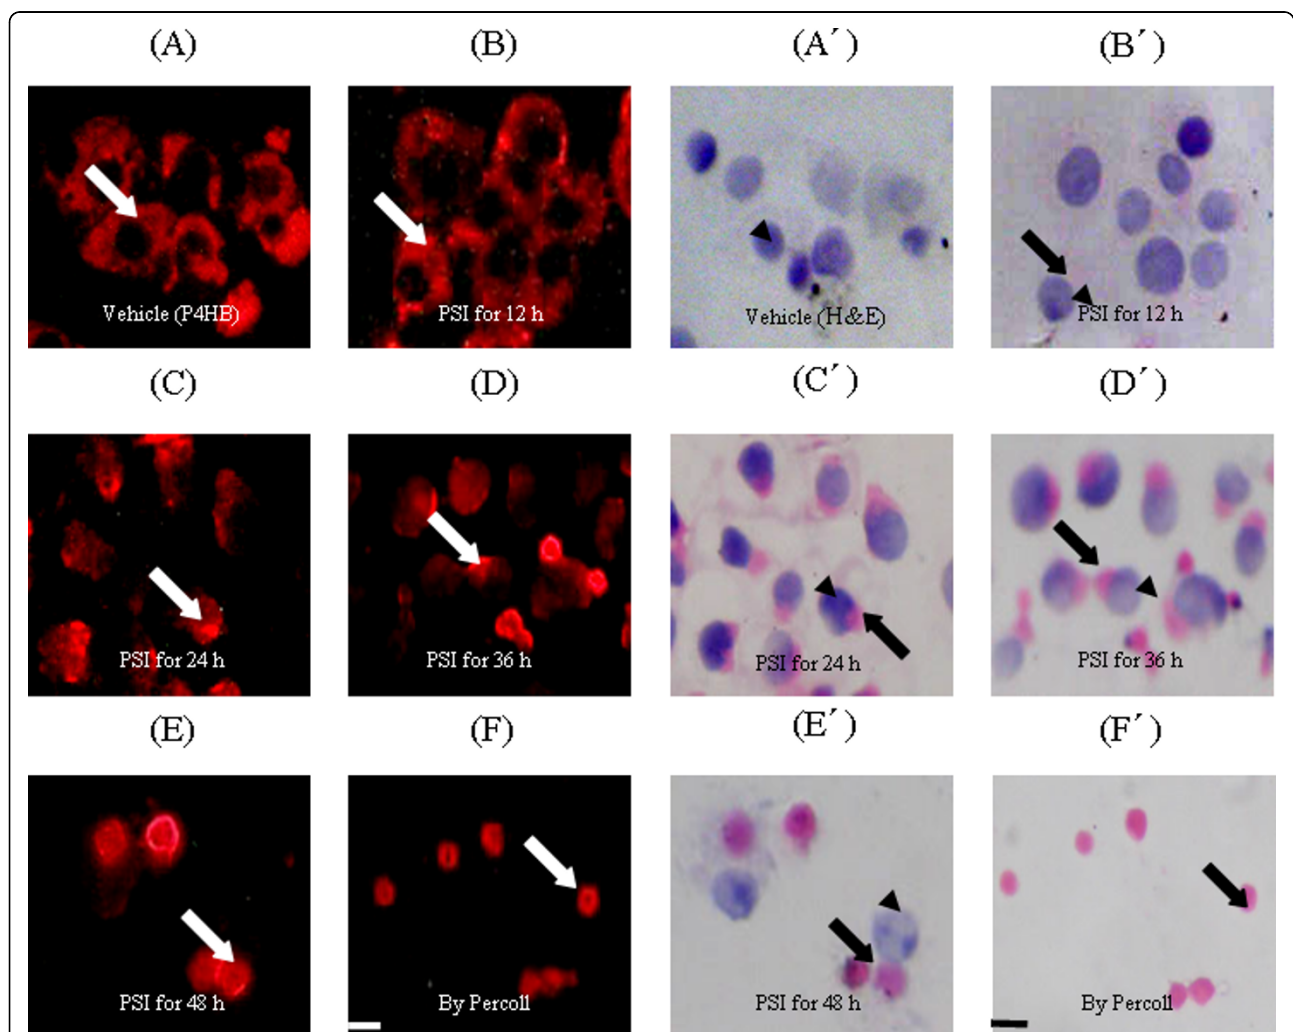 (A) (B) (A´) (B´)
Vehicle (P4HB) PSI for 12 h Vehicle (H&E) PSI for 12 h
(C) (D) (C´) (D´)
PSI for 24 h PSI for 36 h PSI for 24 h PSI for 36 h
(E) (F) (E´) (F´)
PSI for 48 h By Percoll PSI for 48 h By Percoll